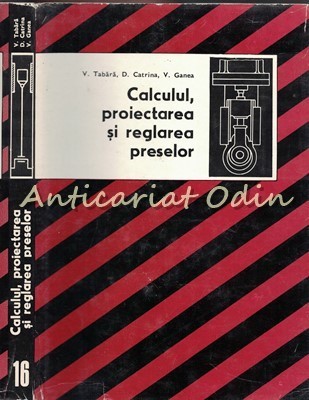 V. Tabără
D. Catrina
V. Ganea
Calculul, proiectarea
și reglarea preselor
16
V. Tabără, D. Catrina, V. Ganea
Calculul,
proiectarea
și reglarea
preselor
Anticariat Odin